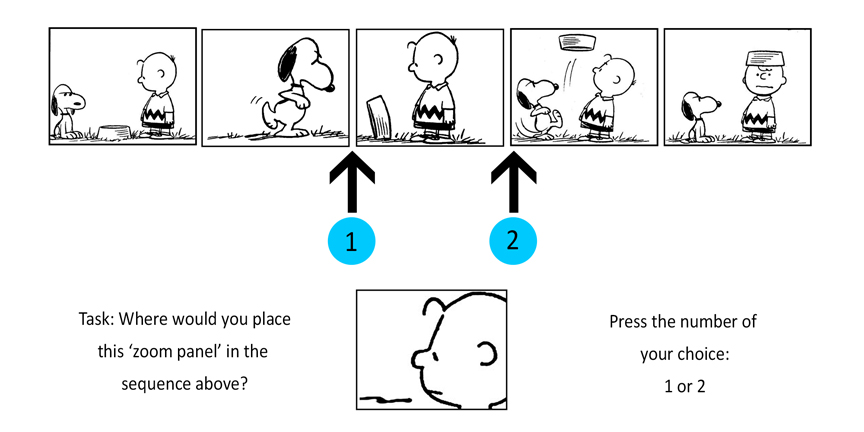 1
2
Task: Where would you place
this ‘zoom panel’ in the
sequence above?
Press the number of
your choice:
1 or 2